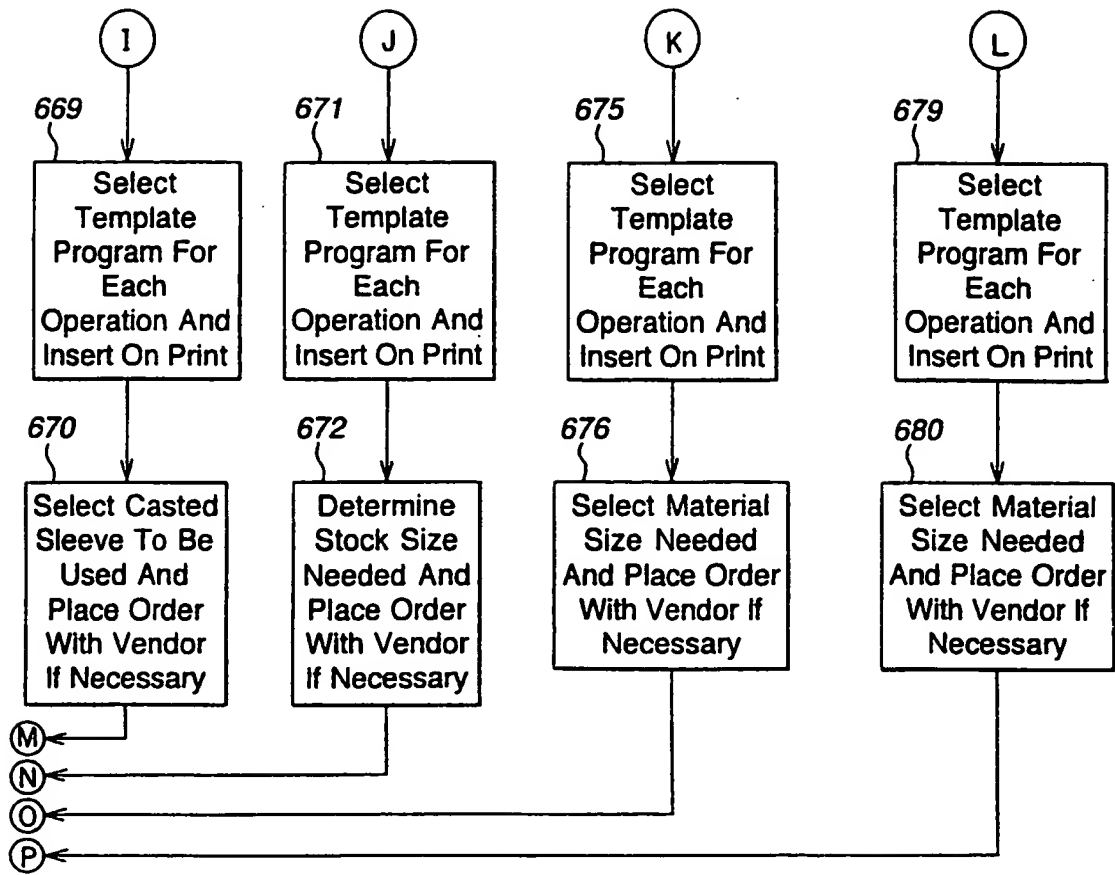 I
J
K
L
669
Select
Template
Program For
Each
Operation And
Insert On Print
671
Select
Template
Program For
Each
Operation And
Insert On Print
675
Select
Template
Program For
Each
Operation And
Insert On Print
679
Select
Template
Program For
Each
Operation And
Insert On Print
670
Select Casted
Sleeve To Be
Used And
Place Order
With Vendor
If Necessary
672
Determine
Stock Size
Needed And
Place Order
With Vendor
If Necessary
676
Select Material
Size Needed
And Place Order
With Vendor If
Necessary
680
Select Material
Size Needed
And Place Order
With Vendor If
Necessary
M
N
O
P